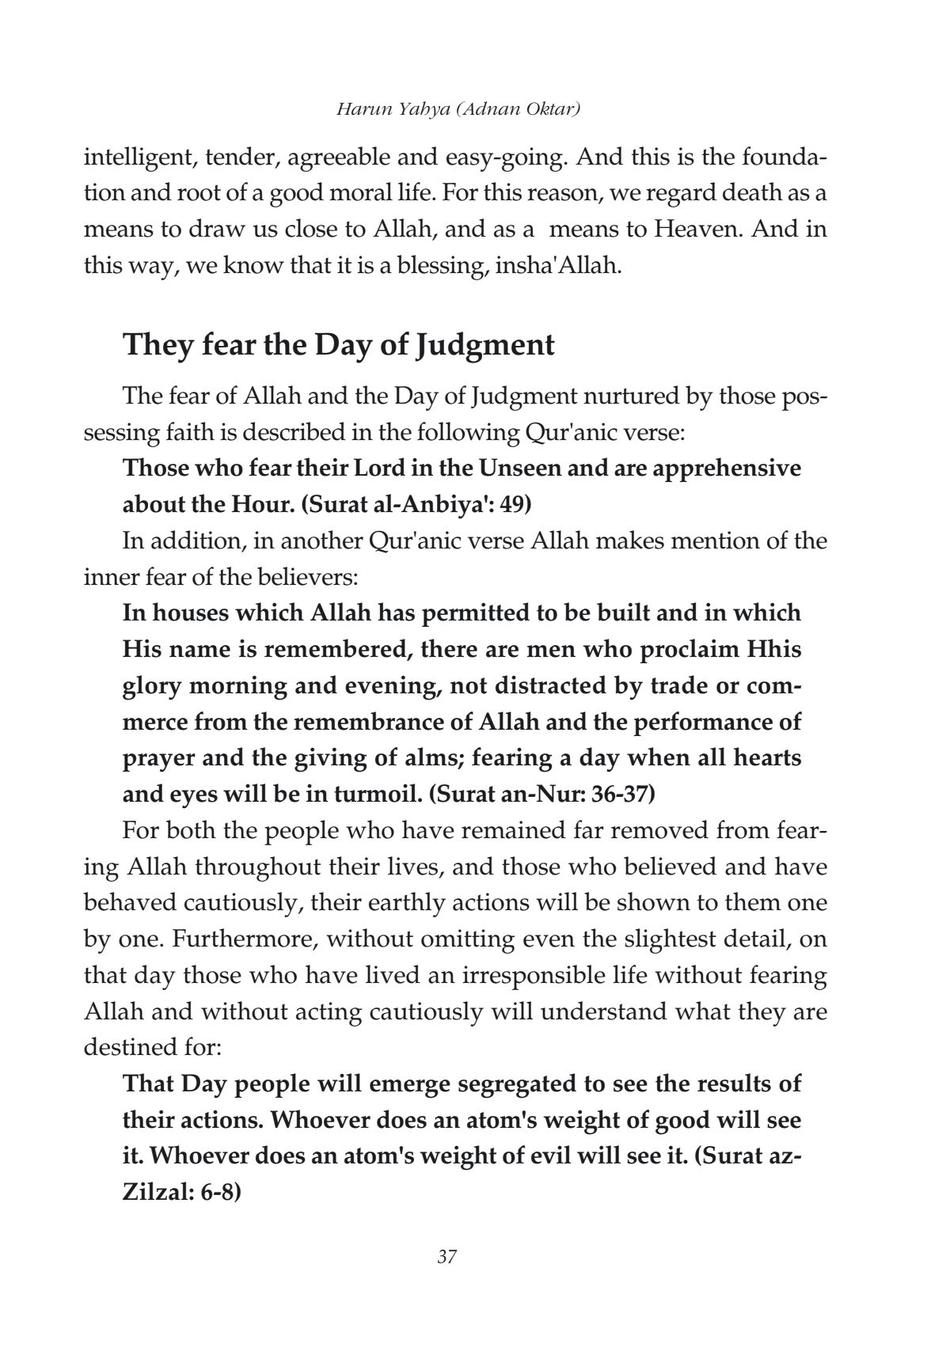 Harun Yahya (Adnan Oktar)
intelligent, tender, agreeable and easy-going. And this is the founda-
tion and root of a good moral life. For this reason, we regard death as a
means to draw us close to Allah, and as a  means to Heaven. And in
this way, we know that it is a blessing, insha'Allah.
They fear the Day of Judgment
The fear of Allah and the Day of Judgment nurtured by those pos-
sessing faith is described in the following Qur'anic verse:
Those who fear their Lord in the Unseen and are apprehensive
about the Hour. (Surat al-Anbiya': 49)
In addition, in another Qur'anic verse Allah makes mention of the
inner fear of the believers:
In houses which Allah has permitted to be built and in which
His name is remembered, there are men who proclaim Hhis
glory morning and evening, not distracted by trade or com-
merce from the remembrance of Allah and the performance of
prayer and the giving of alms; fearing a day when all hearts
and eyes will be in turmoil. (Surat an-Nur: 36-37)
For both the people who have remained far removed from fear-
ing Allah throughout their lives, and those who believed and have
behaved cautiously, their earthly actions will be shown to them one
by one. Furthermore, without omitting even the slightest detail, on
that day those who have lived an irresponsible life without fearing
Allah and without acting cautiously will understand what they are
destined for:
That Day people will emerge segregated to see the results of
their actions. Whoever does an atom's weight of good will see
it. Whoever does an atom's weight of evil will see it. (Surat az-
Zilzal: 6-8)
37